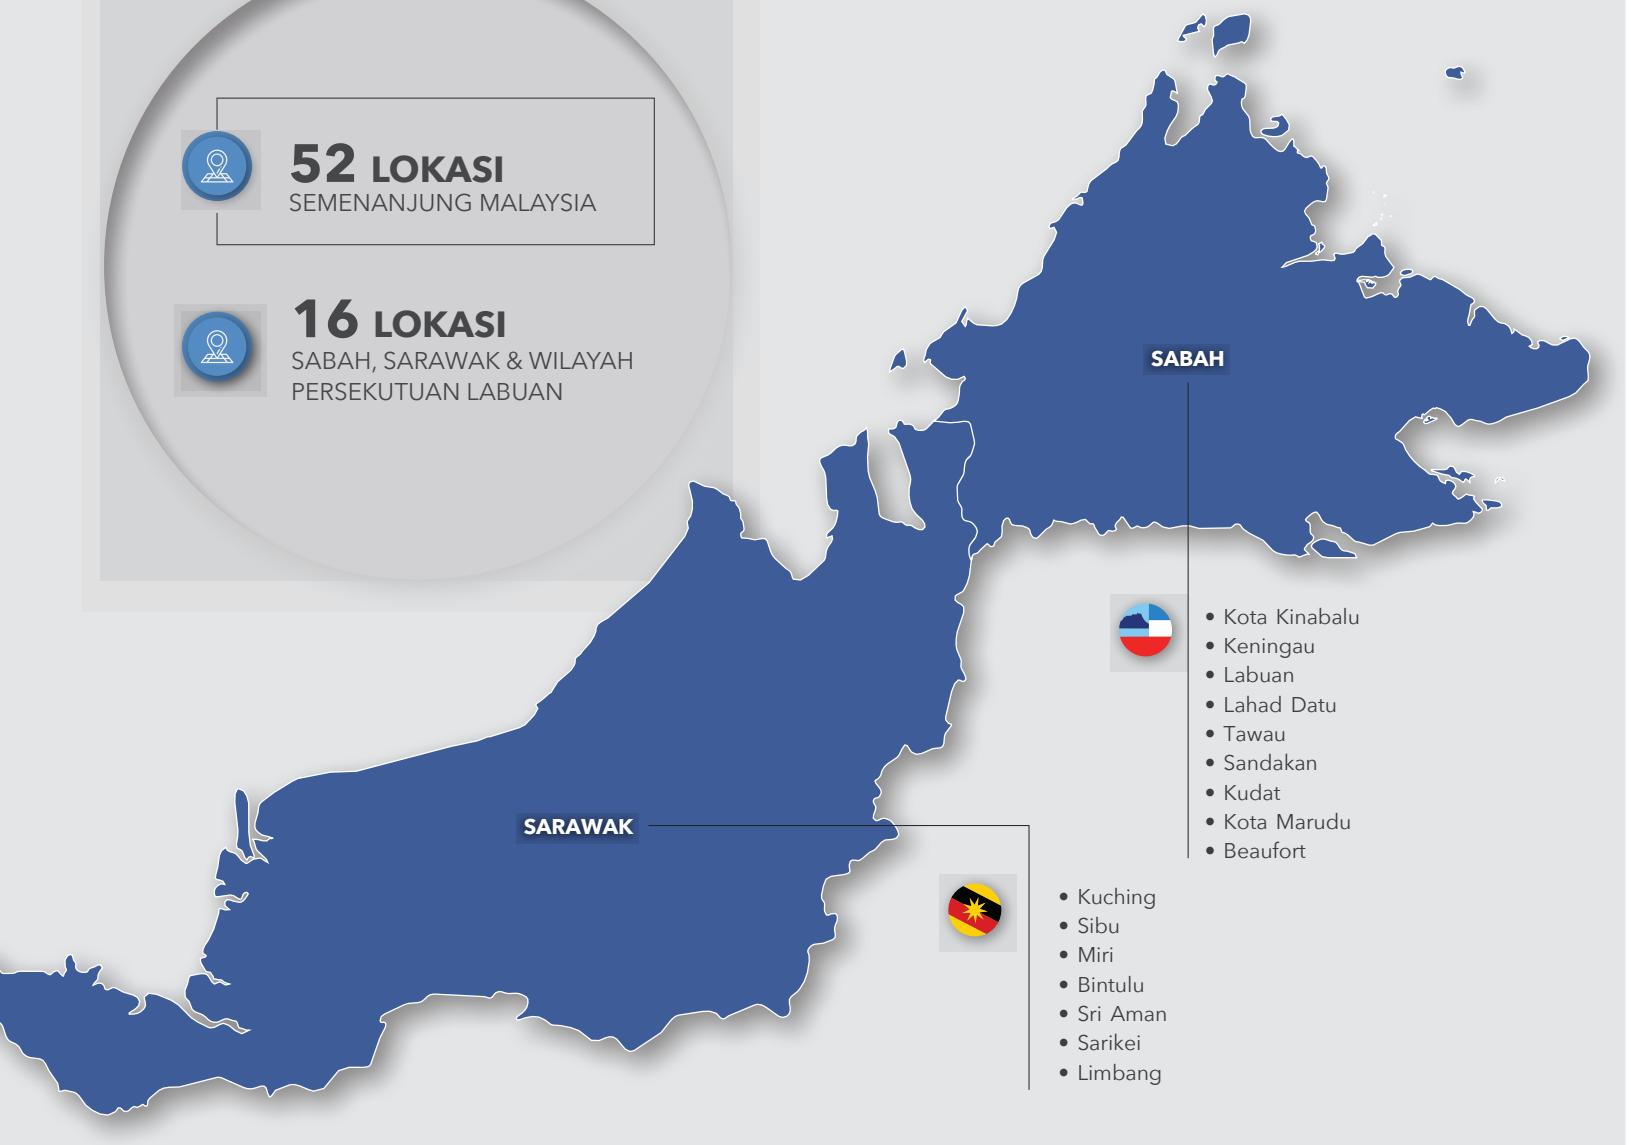 52 LOKASI
SEMENANJUNG MALAYSIA
16 LOKASI
SABAH, SARAWAK & WILAYAH
PERSEKUTUAN LABUAN
SABAH
• Kota Kinabalu
• Keningau
• Labuan
• Lahad Datu
• Tawau
• Sandakan
• Kudat
• Kota Marudu
• Beaufort
SARAWAK
• Kuching
• Sibu
• Miri
• Bintulu
• Sri Aman
• Sarikei
• Limbang